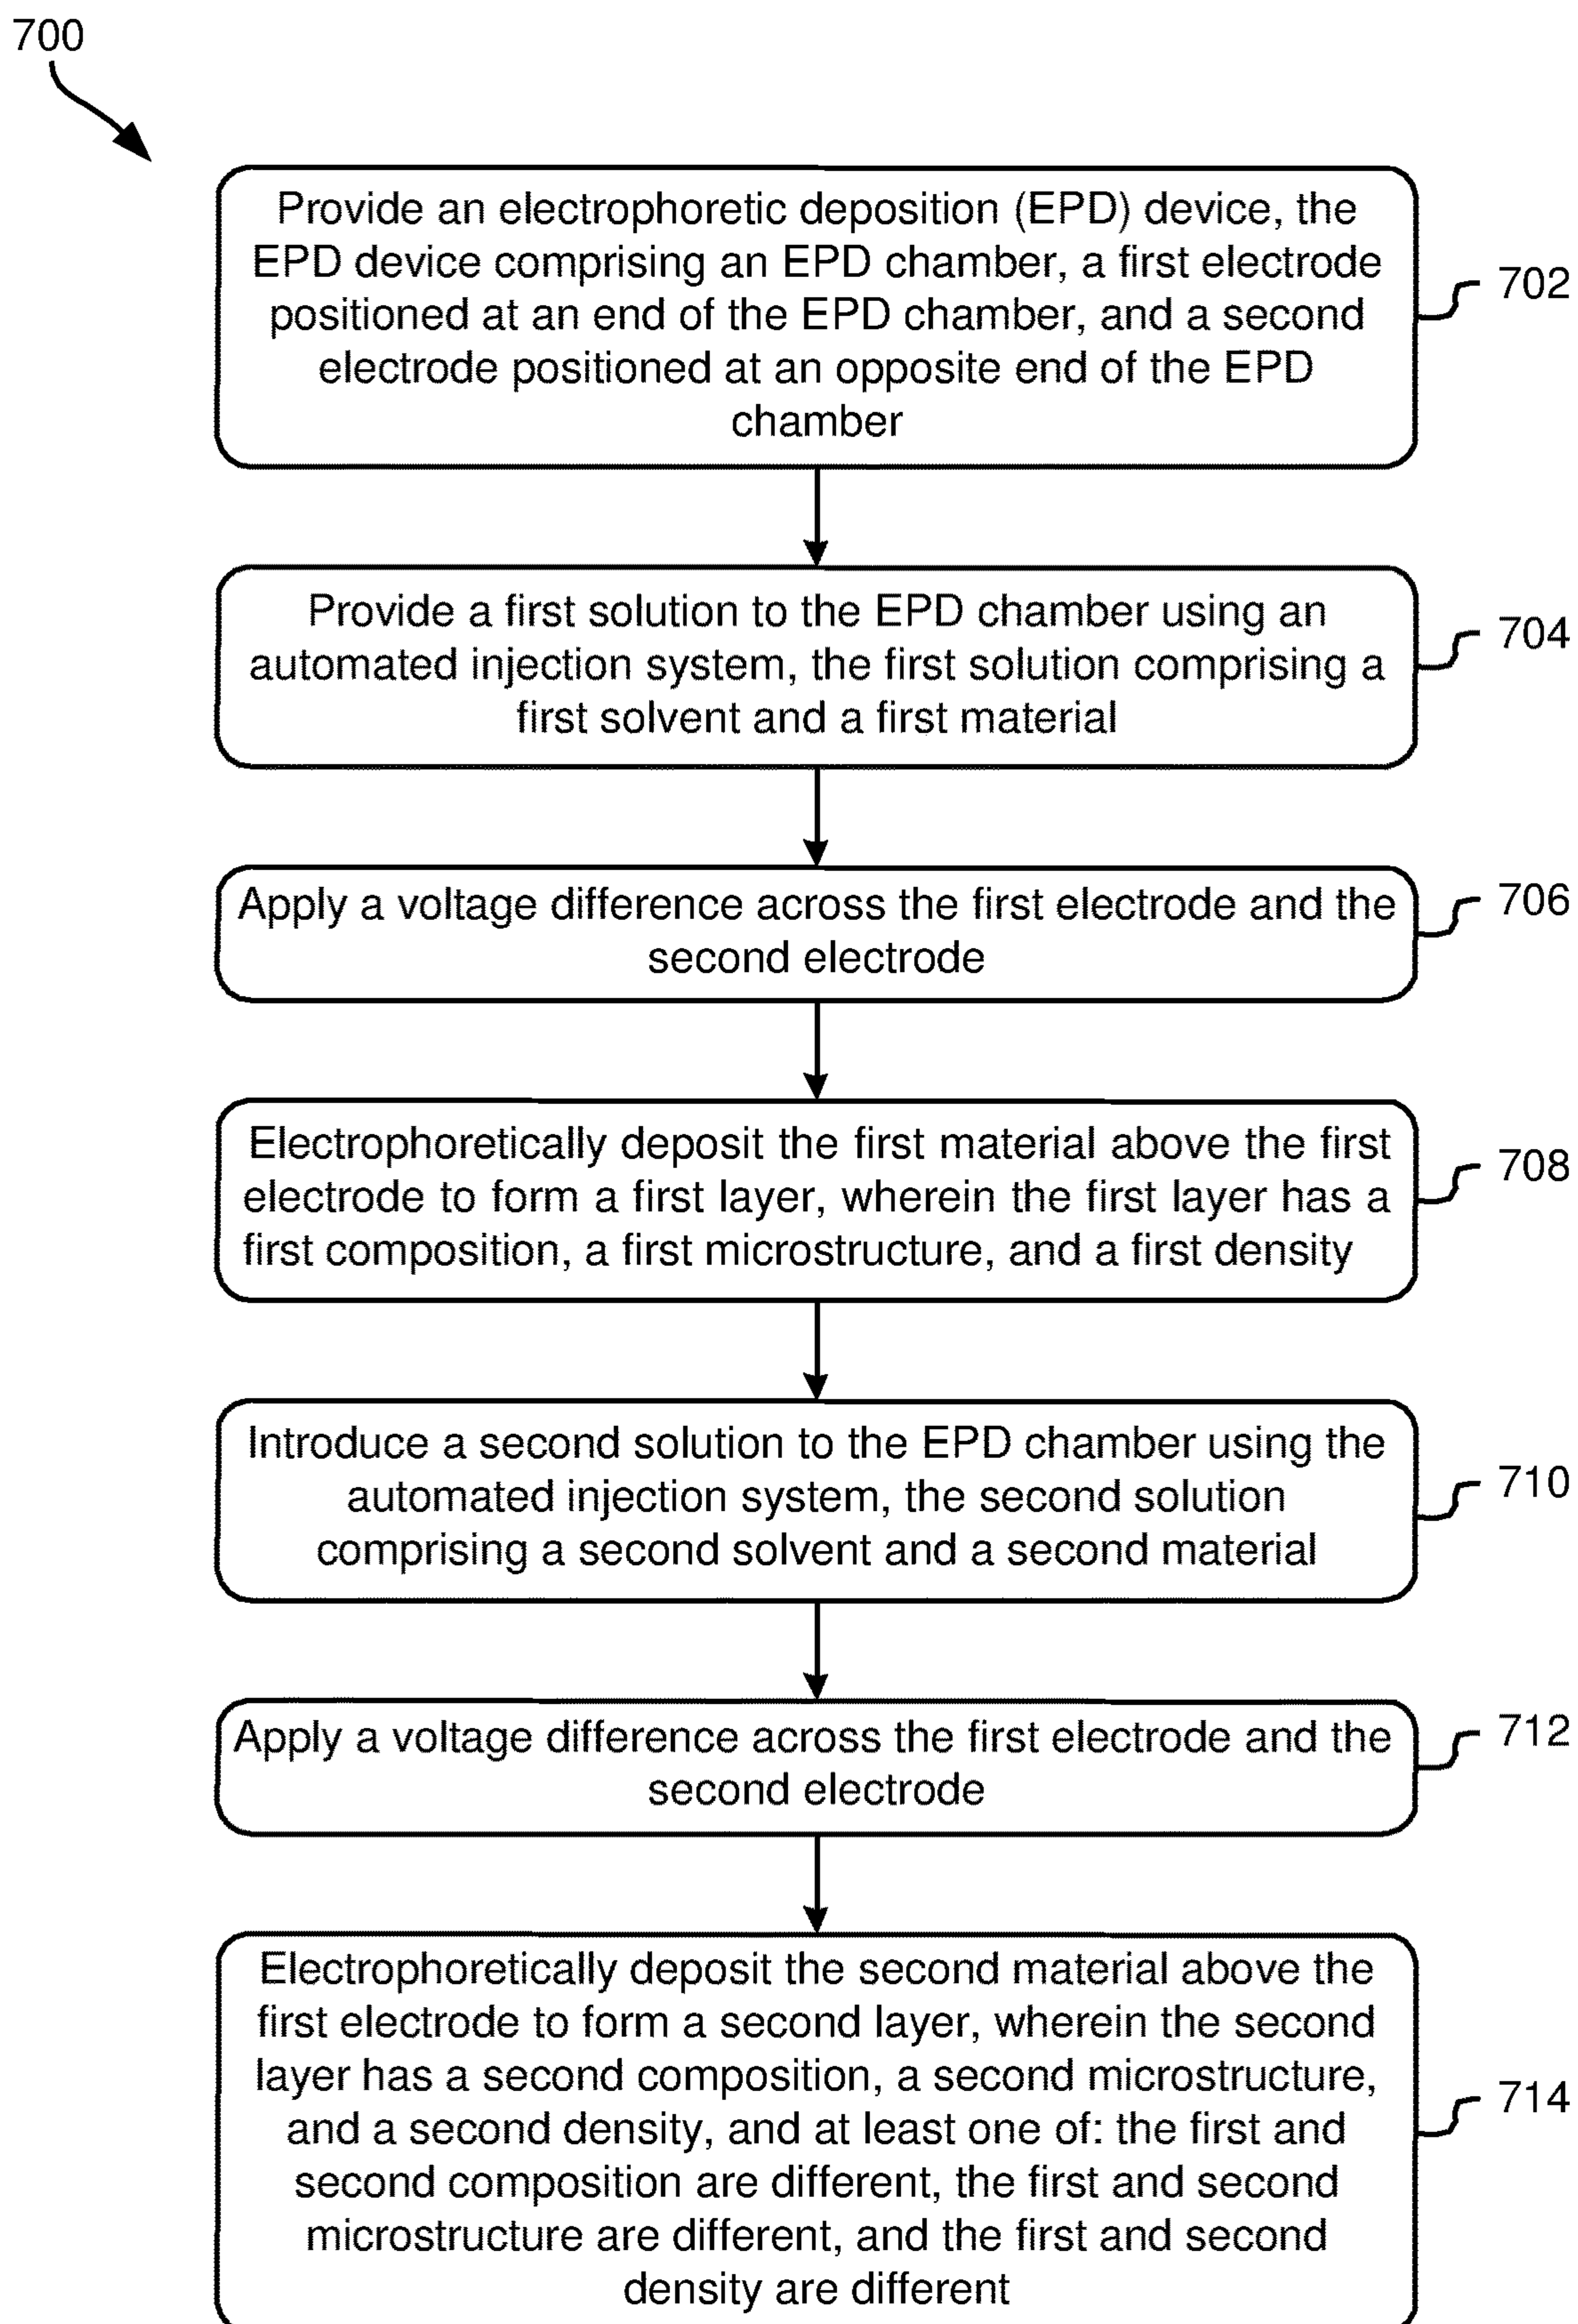 700
Provide an electrophoretic deposition (EPD) device, the
EPD device comprising an EPD chamber, a first electrode
positioned at an end of the EPD chamber, and a second
electrode positioned at an opposite end of the EPD
chamber
702
Provide a first solution to the EPD chamber using an
automated injection system, the first solution comprising a
first solvent and a first material
704
Apply a voltage difference across the first electrode and the
second electrode
706
Electrophoretically deposit the first material above the first
electrode to form a first layer, wherein the first layer has a
first composition, a first microstructure, and a first density
708
Introduce a second solution to the EPD chamber using the
automated injection system, the second solution
comprising a second solvent and a second material
710
Apply a voltage difference across the first electrode and the
second electrode
712
Electrophoretically deposit the second material above the
first electrode to form a second layer, wherein the second
layer has a second composition, a second microstructure,
and a second density, and at least one of: the first and
second composition are different, the first and second
microstructure are different, and the first and second
density are different
714